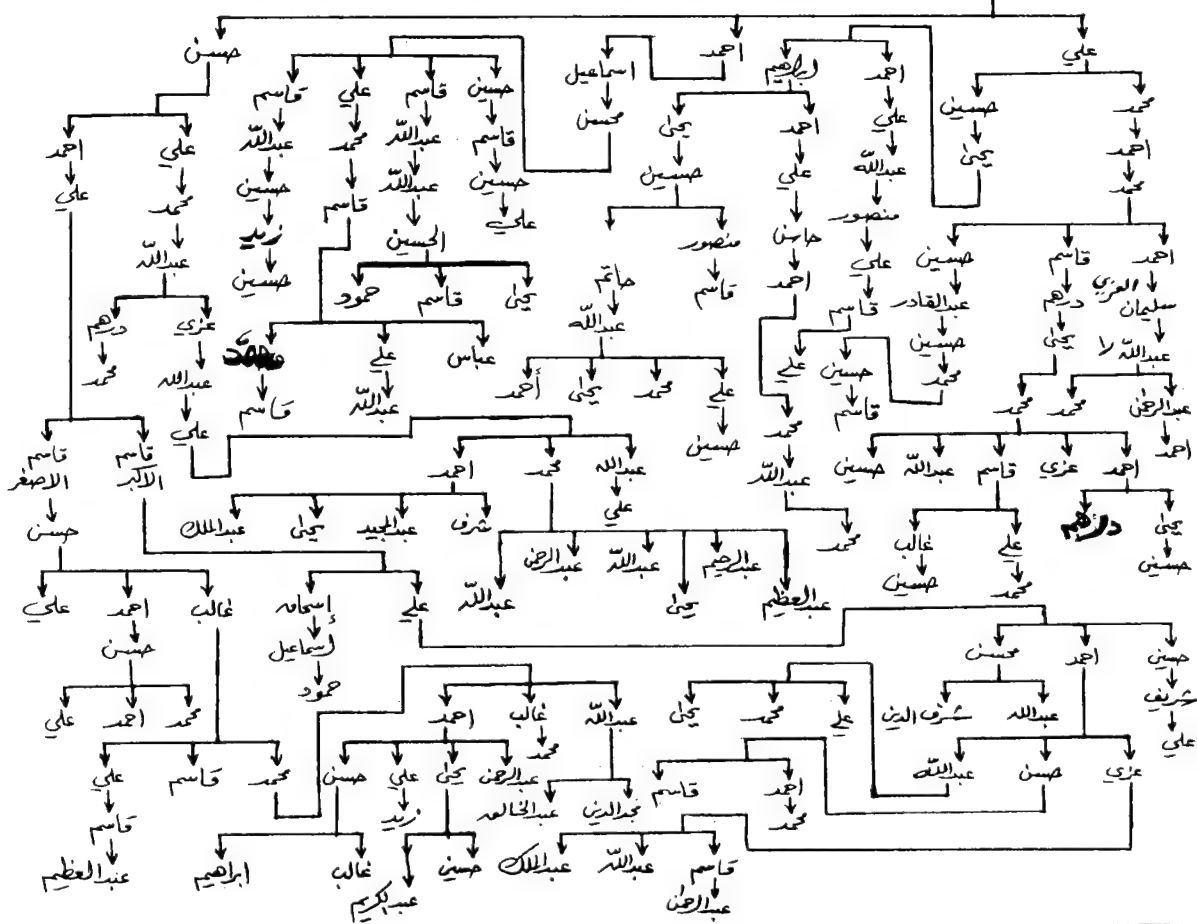 علي احمد حسن
ابراهيم احمد اسماعيل حسين قاسم علي قاسم
محمد حسين علي يحيى احمد محسن قاسم عبدالله محمد عبدالله علي احمد
احمد يحيى عبدالله علي حسين حسين عبدالله قاسم حسين محمد علي
محمد منصور حاسن منصور علي الحسين زيد عبدالله
احمد قاسم حسين علي احمد قاسم حاتم يحيى قاسم حمود حسين
العزي
سليمان درهم عبدالقادر قاسم عبدالله عزي درهم
عبدالله لا يحيى حسين علي حسين عباس علي محمد
عبدالرحمن محمد محمد محمد قاسم علي محمد يحيى أحمد عبدالله قاسم عبدالله محمد
احمد محمد حسين علي
احمد عزي قاسم عبدالله حسين عبدالله عبدالله محمد احمد قاسم الاكبر قاسم الاصغر
يحيى درهم علي غالب محمد علي شرف عبدالمجيد يحيى عبدالملك حسن
حسين محمد حسين عبدالعظيم عبدالرحيم يحيى عبدالله عبدالرحمن عبدالله
علي إسحاق غالب احمد علي
حسين احمد محسن إسماعيل حسن
شريف عبدالله شرف الدين علي محمد يحيى عبدالله غالب احمد حمود محمد احمد علي
علي محمد
عزي حسن عبدالله احمد قاسم عبدالرحمن يحيى علي حسن محمد قاسم علي
محمد نجدالدين عبدالخالق زيد قاسم
قاسم عبدالله عبدالملك حسين عبدالكريم غالب ابراهيم عبدالعظيم
عبدالرحمن